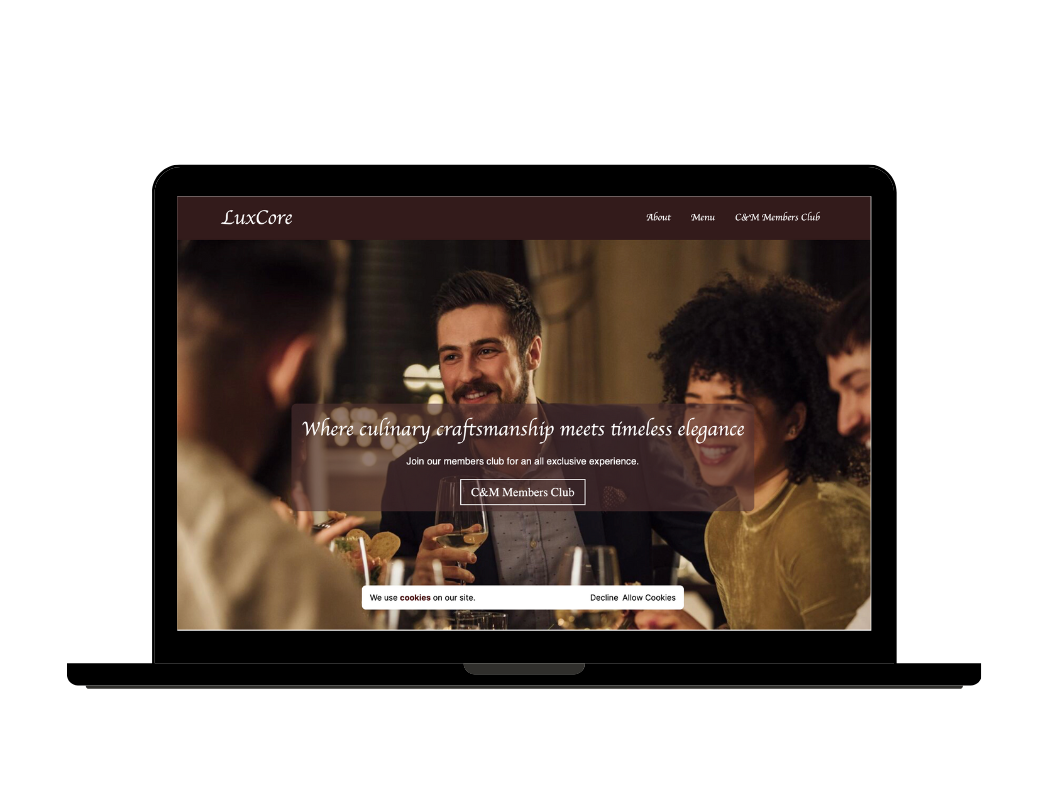 LuxCore
About Menu C&M Members Club
Where culinary craftsmanship meets timeless elegance
Join our members club for an all exclusive experience.
C&M Members Club
We use cookies on our site. Decline Allow Cookies